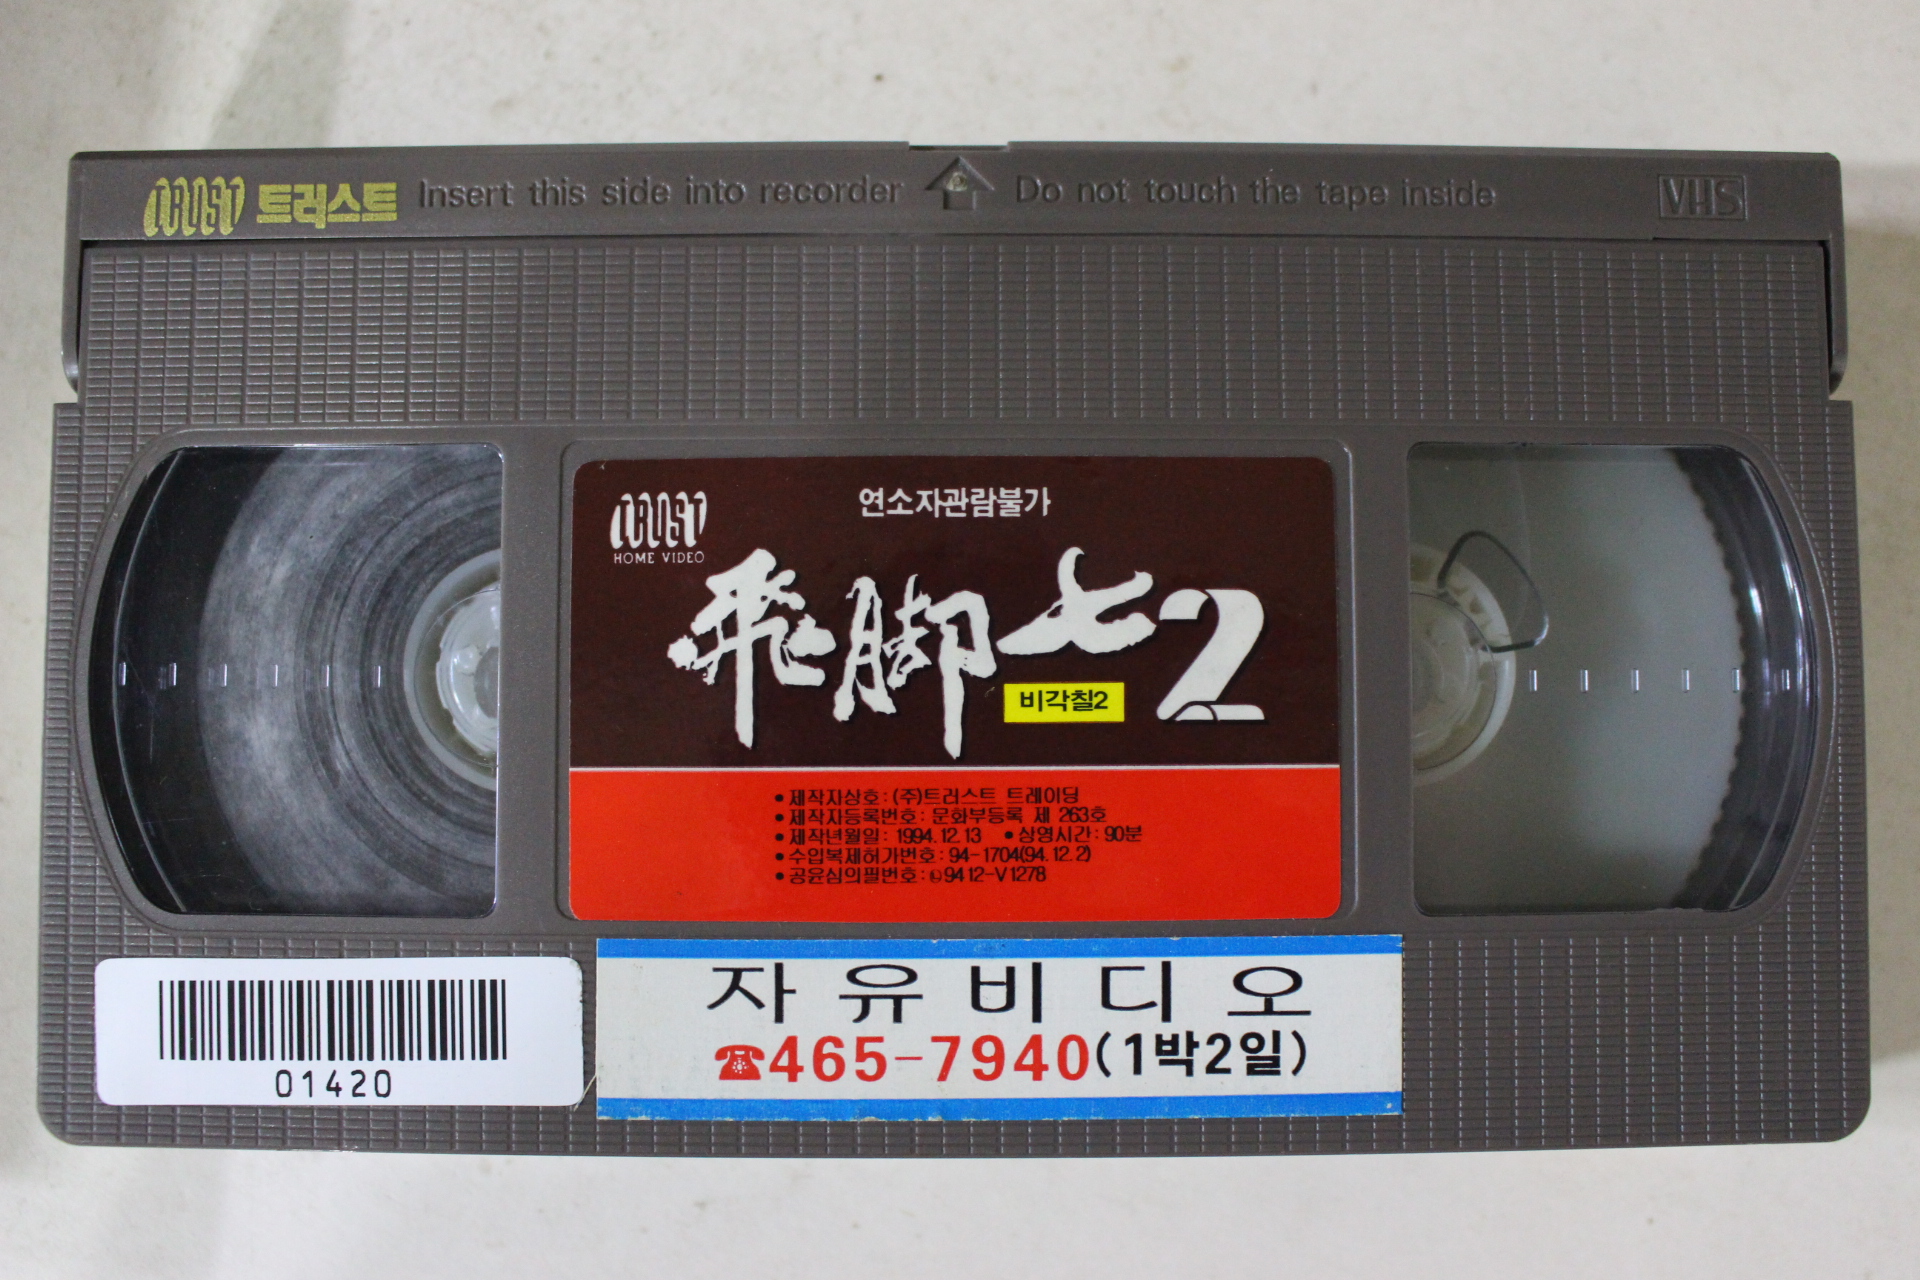 TRUST 트러스트 Insert this side into recorder Do not touch the tape inside VHS
TRUST
HOME VIDEO
연소자관람불가
飛脚七2
비각칠2
● 제작자상호 : (주)트러스트 트레이딩
● 제작자등록번호 : 문화부등록 제 263호
● 제작년월일 : 1994. 12. 13 ● 상영시간 : 90분
● 수입복제허가번호 : 94-1704(94. 12. 2)
● 공윤심의필번호 : 9412-V1278
자유비디오
☎465-7940(1박2일)
01420